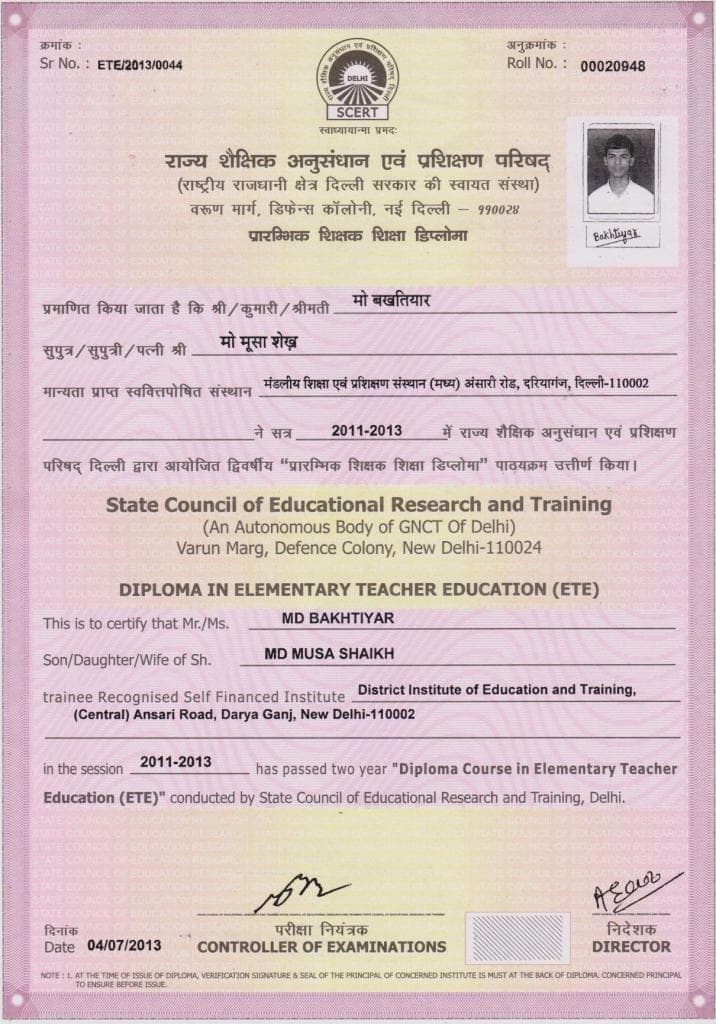 क्रमांक :
Sr No. : ETE/2013/0044
अनुक्रमांक :
Roll No. : 00020948
राज्य शैक्षिक अनुसंधान एवं प्रशिक्षण परिषद् दिल्ली
DELHI
SCERT
स्वाध्यायान्मा प्रमदः
राज्य शैक्षिक अनुसंधान एवं प्रशिक्षण परिषद्
(राष्ट्रीय राजधानी क्षेत्र दिल्ली सरकार की स्वायत संस्था)
वरूण मार्ग, डिफेन्स कॉलोनी, नई दिल्ली – ११००२४
प्रारम्भिक शिक्षक शिक्षा डिप्लोमा
Bakhtiyar
प्रमाणित किया जाता है कि श्री/कुमारी/श्रीमती मो बखतियार
सुपुत्र/सुपुत्री/पत्नी श्री मो मूसा शेख़
मान्यता प्राप्त स्ववित्तपोषित संस्थान मंडलीय शिक्षा एवं प्रशिक्षण संस्थान (मध्य) अंसारी रोड, दरियागंज, दिल्ली-110002
ने सत्र 2011-2013 में राज्य शैक्षिक अनुसंधान एवं प्रशिक्षण
परिषद् दिल्ली द्वारा आयोजित द्विवर्षीय “प्रारम्भिक शिक्षक शिक्षा डिप्लोमा” पाठ्यक्रम उत्तीर्ण किया।
State Council of Educational Research and Training
(An Autonomous Body of GNCT Of Delhi)
Varun Marg, Defence Colony, New Delhi-110024
DIPLOMA IN ELEMENTARY TEACHER EDUCATION (ETE)
This is to certify that Mr./Ms. MD BAKHTIYAR
Son/Daughter/Wife of Sh. MD MUSA SHAIKH
trainee Recognised Self Financed Institute District Institute of Education and Training,
(Central) Ansari Road, Darya Ganj, New Delhi-110002
in the session 2011-2013 has passed two year "Diploma Course in Elementary Teacher
Education (ETE)" conducted by State Council of Educational Research and Training, Delhi.
दिनांक
Date 04/07/2013
परीक्षा नियंत्रक
CONTROLLER OF EXAMINATIONS
निदेशक
DIRECTOR
NOTE : 1. AT THE TIME OF ISSUE OF DIPLOMA, VERIFICATION SIGNATURE & SEAL OF THE PRINCIPAL OF CONCERNED INSTITUTE IS MUST AT THE BACK OF DIPLOMA. CONCERNED PRINCIPAL
TO ENSURE BEFORE ISSUE.